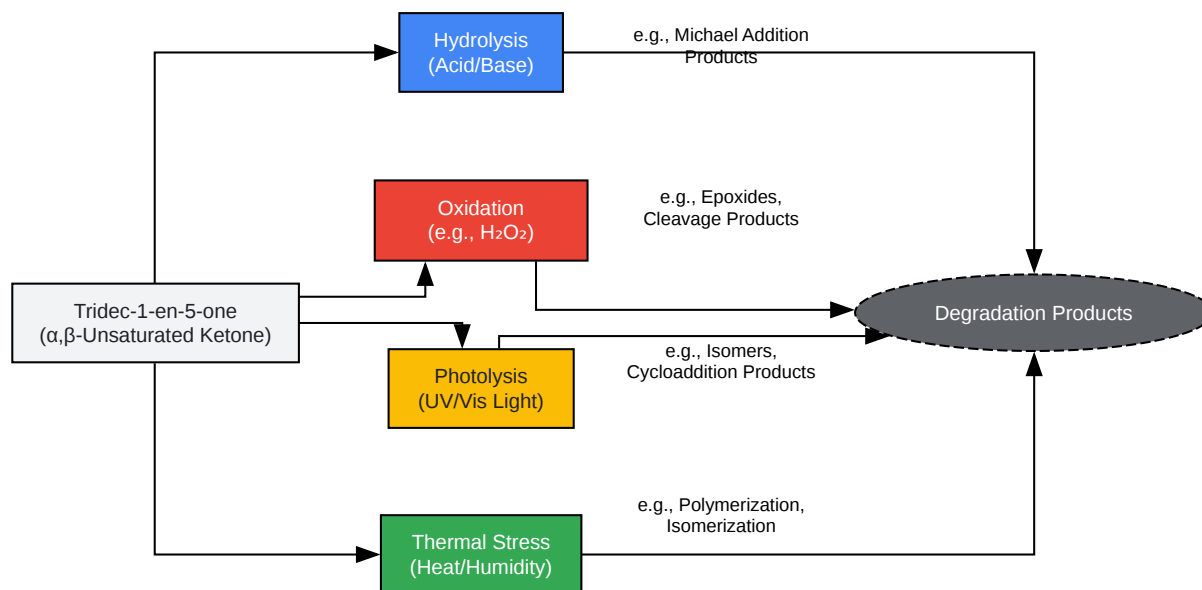 Hydrolysis
(Acid/Base)
e.g., Michael Addition
Products
Oxidation
(e.g., H₂O₂)
e.g., Epoxides,
Cleavage Products
Tridec-1-en-5-one
(α,β-Unsaturated Ketone)
Degradation Products
Photolysis
(UV/Vis Light)
e.g., Isomers,
Cycloaddition Products
Thermal Stress
(Heat/Humidity)
e.g., Polymerization,
Isomerization